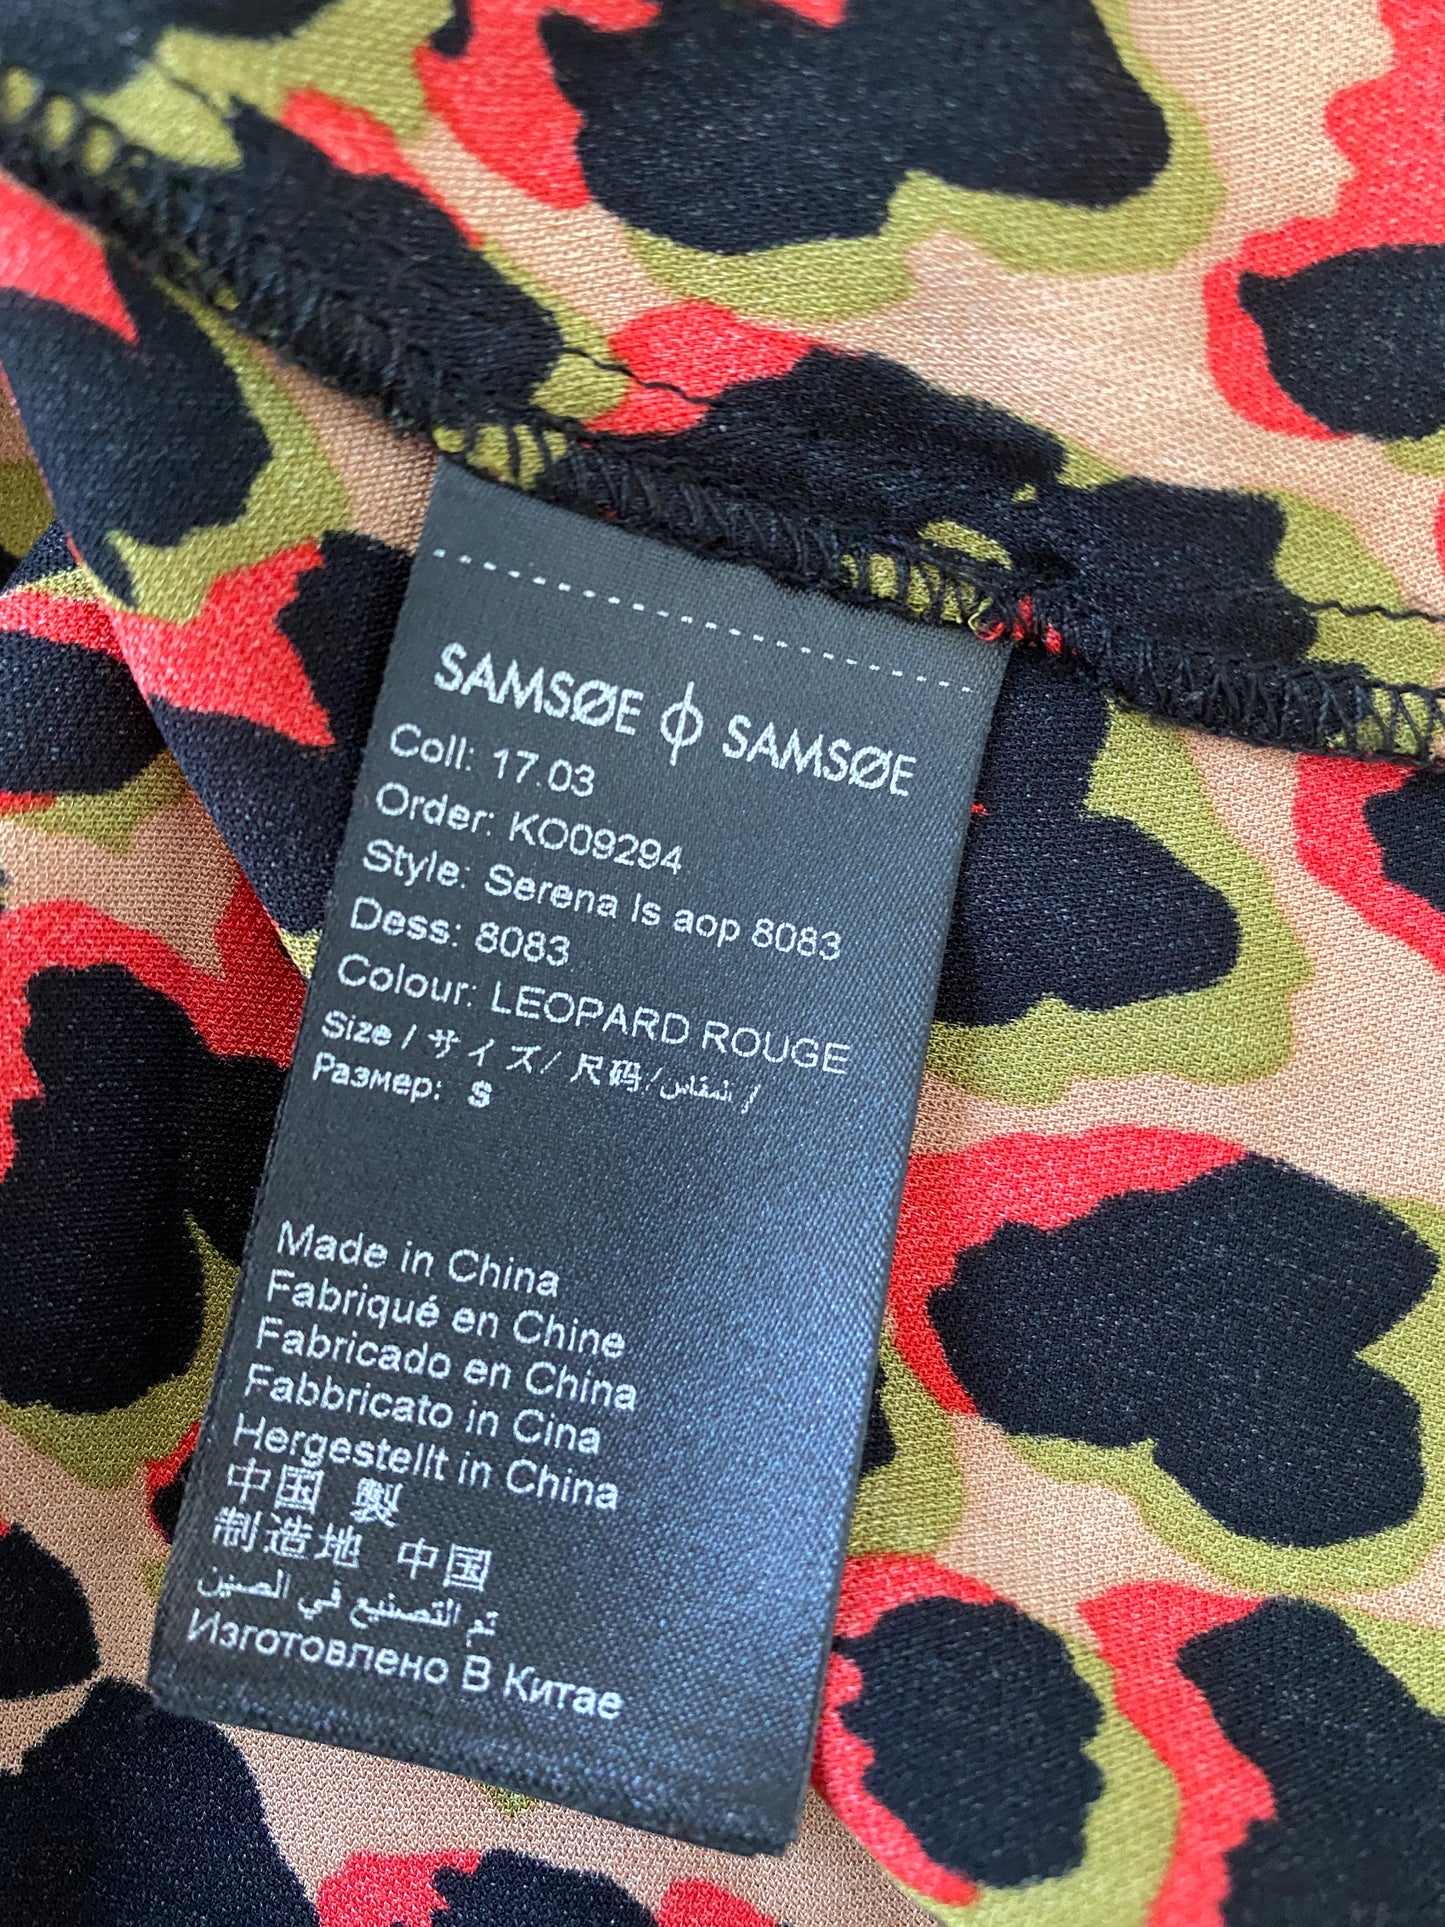 SAMSØE ϕ SAMSØE
Coll: 17.03
Order: KO09294
Style: Serena ls aop 8083
Dess: 8083
Colour: LEOPARD ROUGE
Size / サイズ/ 尺码/ /
Размер: S
Made in China
Fabriqué en Chine
Fabricado en China
Fabbricato in Cina
Hergestellt in China
中国 製
制造地 中国
تم التصنيع في الصنين
Изготовлено В Китае